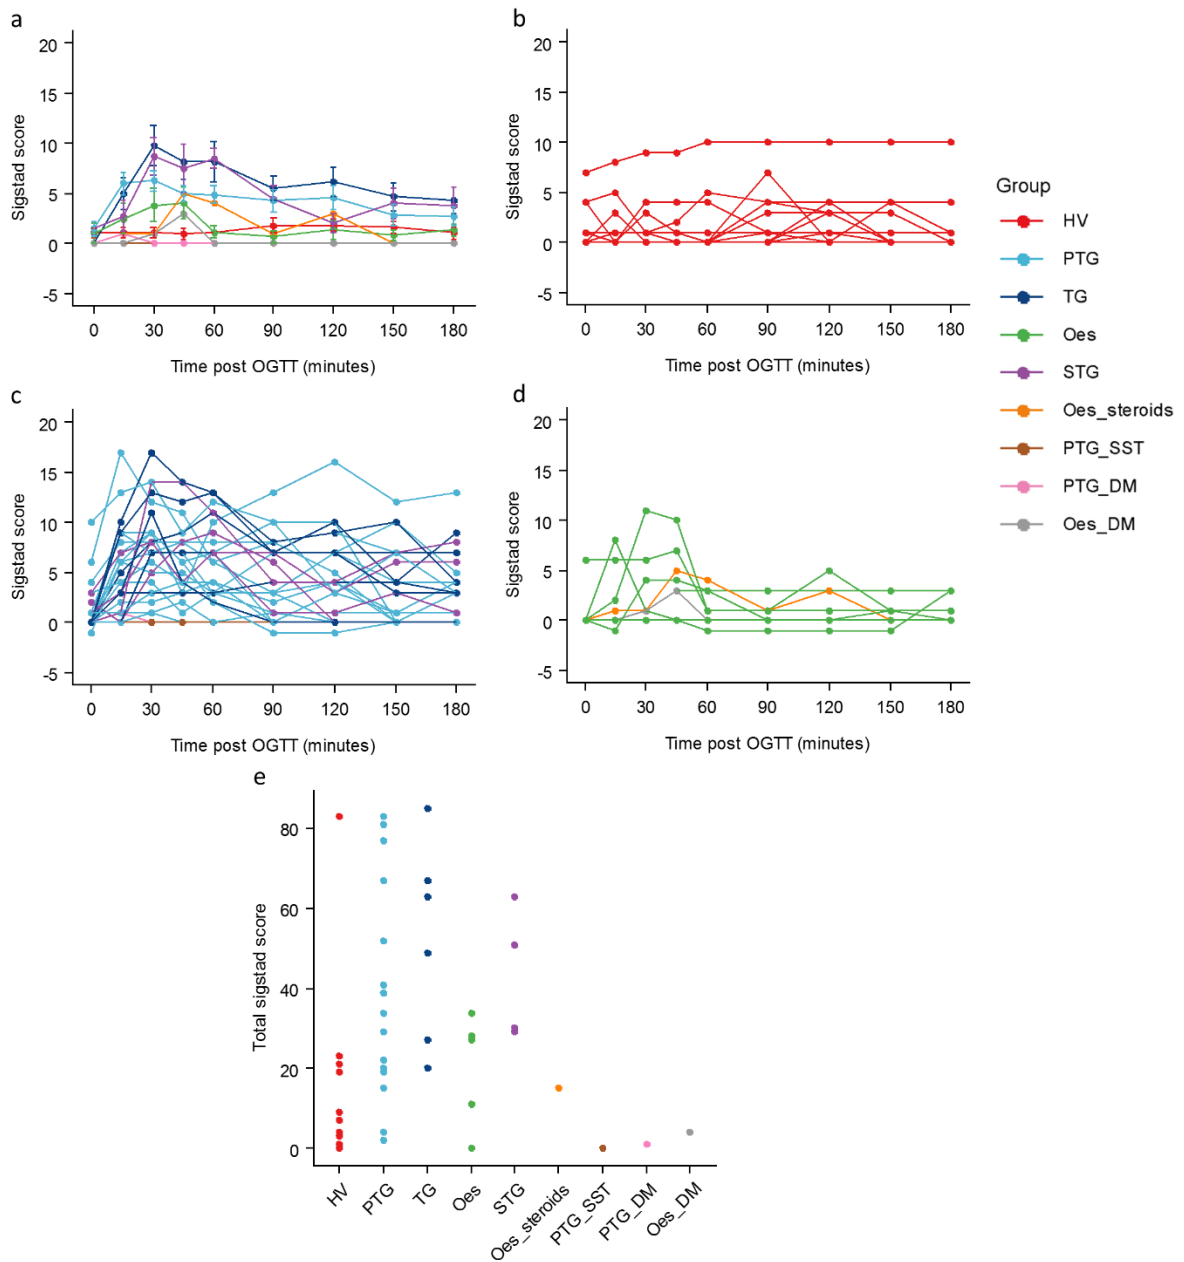 a
20
15
10
5
0
-5
Sigstad score
0 30 60 90 120 150 180
Time post OGTT (minutes)
b
20
15
10
5
0
-5
Sigstad score
0 30 60 90 120 150 180
Time post OGTT (minutes)
Group
HV
PTG
TG
Oes
STG
Oes_steroids
PTG_SST
PTG_DM
Oes_DM
c
20
15
10
5
0
-5
Sigstad score
0 30 60 90 120 150 180
Time post OGTT (minutes)
d
20
15
10
5
0
-5
Sigstad score
0 30 60 90 120 150 180
Time post OGTT (minutes)
e
80
60
40
20
0
Total sigstad score
HV
PTG
TG
Oes
STG
Oes_steroids
PTG_SST
PTG_DM
Oes_DM